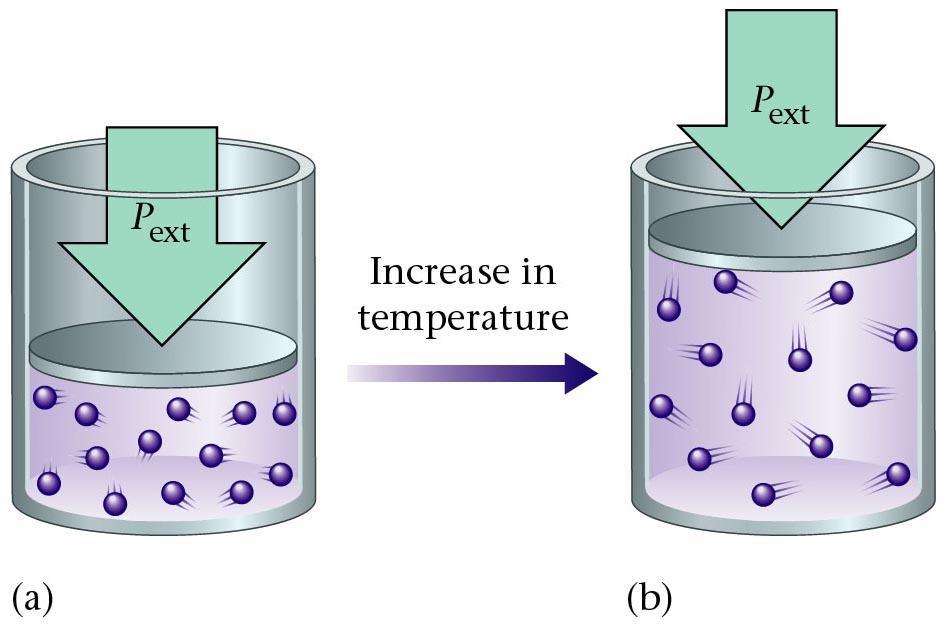 Pext
Pext
Increase in
temperature
(a)
(b)